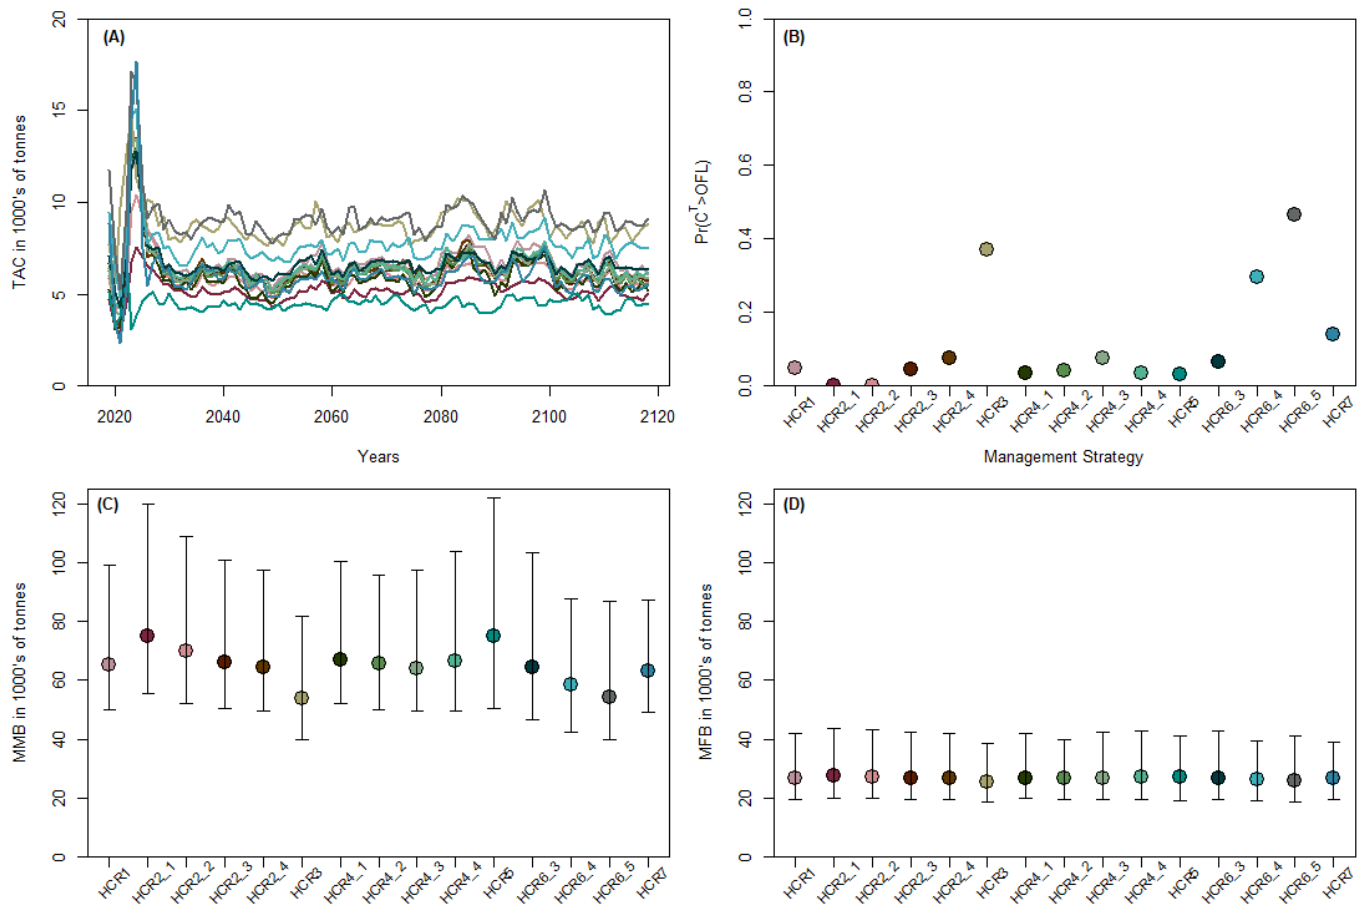 (A)
20
15
10
5
0
TAC in 1000's of tonnes
2020 2040 2060 2080 2100 2120
Years
(B)
1.0
0.8
0.6
0.4
0.2
0.0
Pr(C^T>OFL)
HCR1 HCR2_1 HCR2_2 HCR2_3 HCR2_4 HCR3 HCR4_1 HCR4_2 HCR4_3 HCR4_4 HCR5 HCR6_3 HCR6_4 HCR6_5 HCR7
Management Strategy
(C)
120
100
80
60
40
20
0
MMB in 1000's of tonnes
HCR1 HCR2_1 HCR2_2 HCR2_3 HCR2_4 HCR3 HCR4_1 HCR4_2 HCR4_3 HCR4_4 HCR5 HCR6_3 HCR6_4 HCR6_5 HCR7
(D)
120
100
80
60
40
20
0
MFB in 1000's of tonnes
HCR1 HCR2_1 HCR2_2 HCR2_3 HCR2_4 HCR3 HCR4_1 HCR4_2 HCR4_3 HCR4_4 HCR5 HCR6_3 HCR6_4 HCR6_5 HCR7